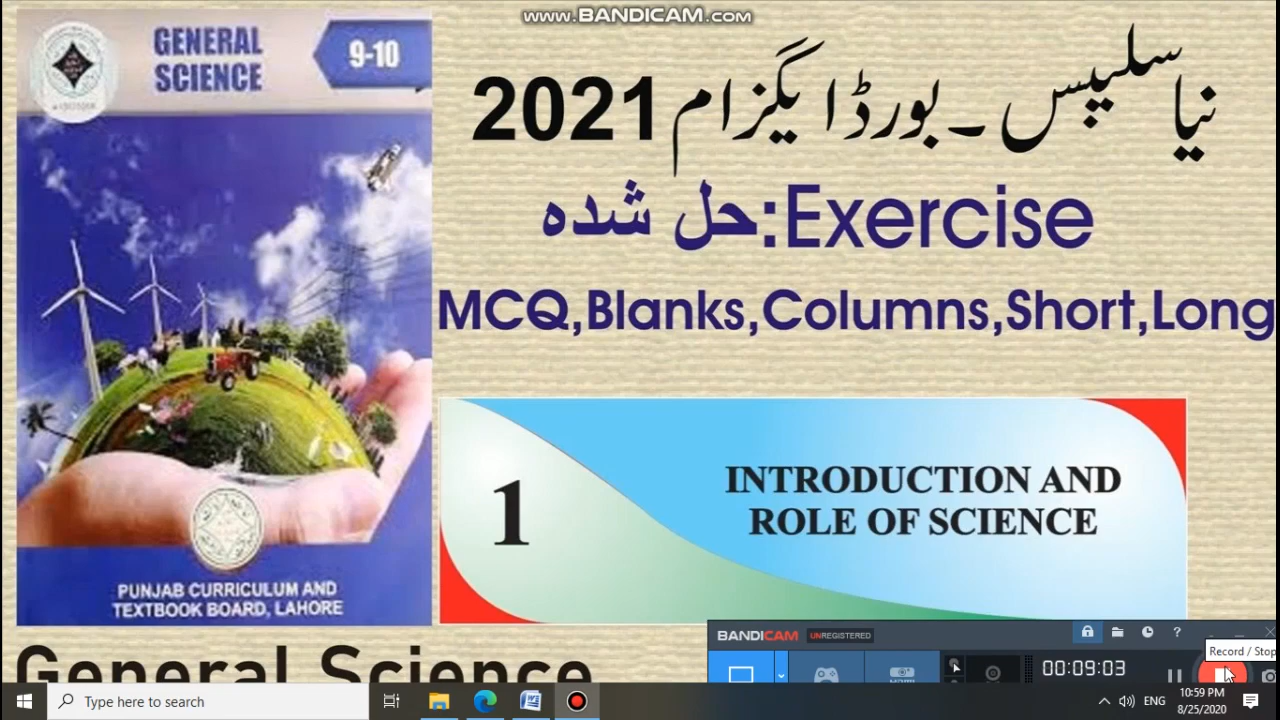 www.BANDICAM.com
GENERAL
SCIENCE
9-10
PUNJAB CURRICULUM AND
TEXTBOOK BOARD, LAHORE
نیا سلیپس ۔ بورڈ ایگزام 2021
حل شدہ:Exercise
MCQ,Blanks,Columns,Short,Long
1
INTRODUCTION AND
ROLE OF SCIENCE
General Science
BANDICAM UNREGISTERED
Record / Stop
00:09:03
Type here to search
ENG
10:59 PM
8/25/2020